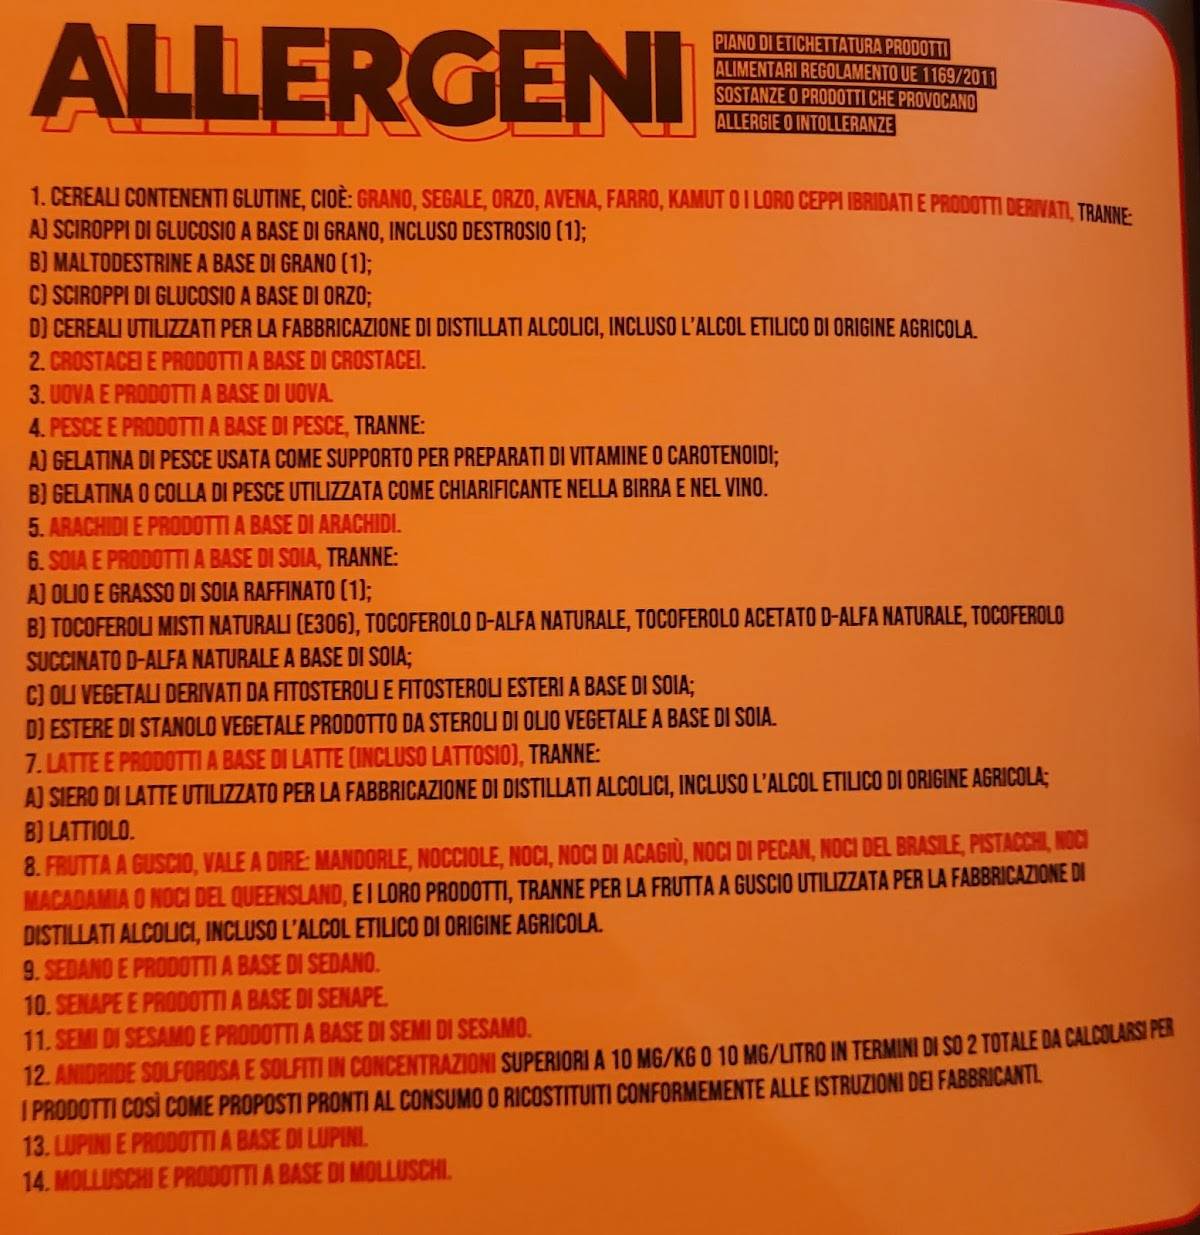 ALLERGENI
PIANO DI ETICHETTATURA PRODOTTI
ALIMENTARI REGOLAMENTO UE 1169/2011
SOSTANZE O PRODOTTI CHE PROVOCANO
ALLERGIE O INTOLLERANZE
1. CEREALI CONTENENTI GLUTINE, CIOÈ: GRANO, SEGALE, ORZO, AVENA, FARRO, KAMUT O I LORO CEPPI IBRIDATI E PRODOTTI DERIVATI, TRANNE:
A) SCIROPPI DI GLUCOSIO A BASE DI GRANO, INCLUSO DESTROSIO (1);
B) MALTODESTRINE A BASE DI GRANO (1);
C) SCIROPPI DI GLUCOSIO A BASE DI ORZO;
D) CEREALI UTILIZZATI PER LA FABBRICAZIONE DI DISTILLATI ALCOLICI, INCLUSO L'ALCOL ETILICO DI ORIGINE AGRICOLA.
2. CROSTACEI E PRODOTTI A BASE DI CROSTACEI.
3. UOVA E PRODOTTI A BASE DI UOVA.
4. PESCE E PRODOTTI A BASE DI PESCE, TRANNE:
A) GELATINA DI PESCE USATA COME SUPPORTO PER PREPARATI DI VITAMINE O CAROTENOIDI;
B) GELATINA O COLLA DI PESCE UTILIZZATA COME CHIARIFICANTE NELLA BIRRA E NEL VINO.
5. ARACHIDI E PRODOTTI A BASE DI ARACHIDI.
6. SOIA E PRODOTTI A BASE DI SOIA, TRANNE:
A) OLIO E GRASSO DI SOIA RAFFINATO (1);
B) TOCOFEROLI MISTI NATURALI (E306), TOCOFEROLO D-ALFA NATURALE, TOCOFEROLO ACETATO D-ALFA NATURALE, TOCOFEROLO
SUCCINATO D-ALFA NATURALE A BASE DI SOIA;
C) OLI VEGETALI DERIVATI DA FITOSTEROLI E FITOSTEROLI ESTERI A BASE DI SOIA;
D) ESTERE DI STANOLO VEGETALE PRODOTTO DA STEROLI DI OLIO VEGETALE A BASE DI SOIA.
7. LATTE E PRODOTTI A BASE DI LATTE (INCLUSO LATTOSIO), TRANNE:
A) SIERO DI LATTE UTILIZZATO PER LA FABBRICAZIONE DI DISTILLATI ALCOLICI, INCLUSO L'ALCOL ETILICO DI ORIGINE AGRICOLA;
B) LATTIOLO.
8. FRUTTA A GUSCIO, VALE A DIRE: MANDORLE, NOCCIOLE, NOCI, NOCI DI ACAGIÙ, NOCI DI PECAN, NOCI DEL BRASILE, PISTACCHI, NOCI
MACADAMIA O NOCI DEL QUEENSLAND, E I LORO PRODOTTI, TRANNE PER LA FRUTTA A GUSCIO UTILIZZATA PER LA FABBRICAZIONE DI
DISTILLATI ALCOLICI, INCLUSO L'ALCOL ETILICO DI ORIGINE AGRICOLA.
9. SEDANO E PRODOTTI A BASE DI SEDANO.
10. SENAPE E PRODOTTI A BASE DI SENAPE.
11. SEMI DI SESAMO E PRODOTTI A BASE DI SEMI DI SESAMO.
12. ANIDRIDE SOLFOROSA E SOLFITI IN CONCENTRAZIONI SUPERIORI A 10 MG/KG O 10 MG/LITRO IN TERMINI DI SO 2 TOTALE DA CALCOLARSI PER
I PRODOTTI COSÌ COME PROPOSTI PRONTI AL CONSUMO O RICOSTITUITI CONFORMEMENTE ALLE ISTRUZIONI DEI FABBRICANTI.
13. LUPINI E PRODOTTI A BASE DI LUPINI.
14. MOLLUSCHI E PRODOTTI A BASE DI MOLLUSCHI.